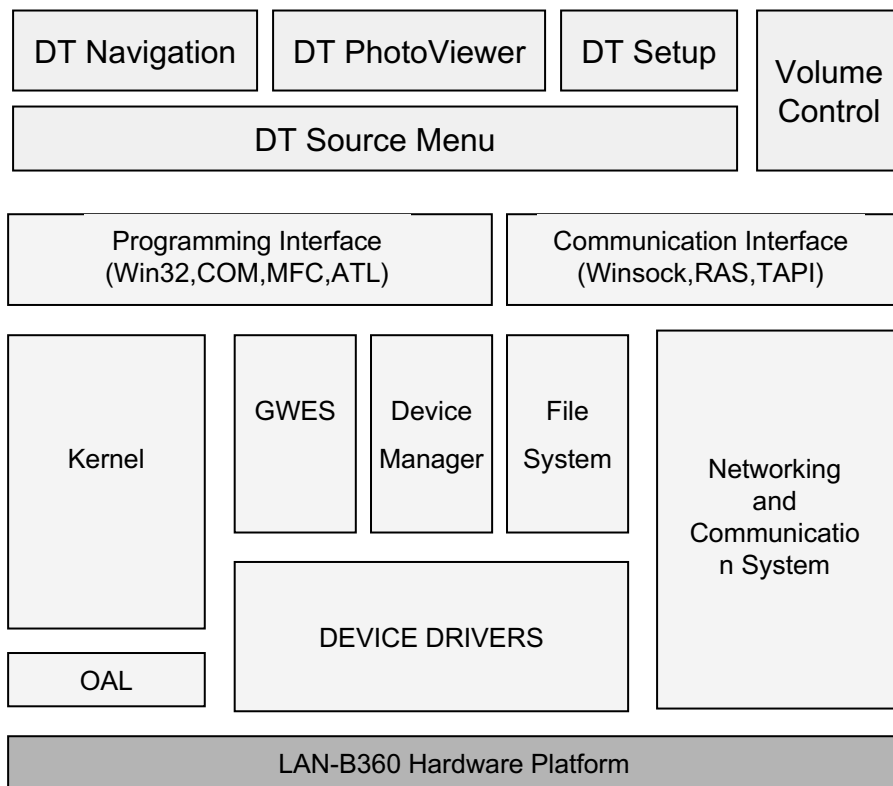 DT Navigation
DT PhotoViewer
DT Setup
Volume
Control
DT Source Menu
Programming Interface
(Win32,COM,MFC,ATL)
Communication Interface
(Winsock,RAS,TAPI)
Kernel
GWES
Device
Manager
File
System
Networking
and
Communicatio
n System
DEVICE DRIVERS
OAL
LAN-B360 Hardware Platform